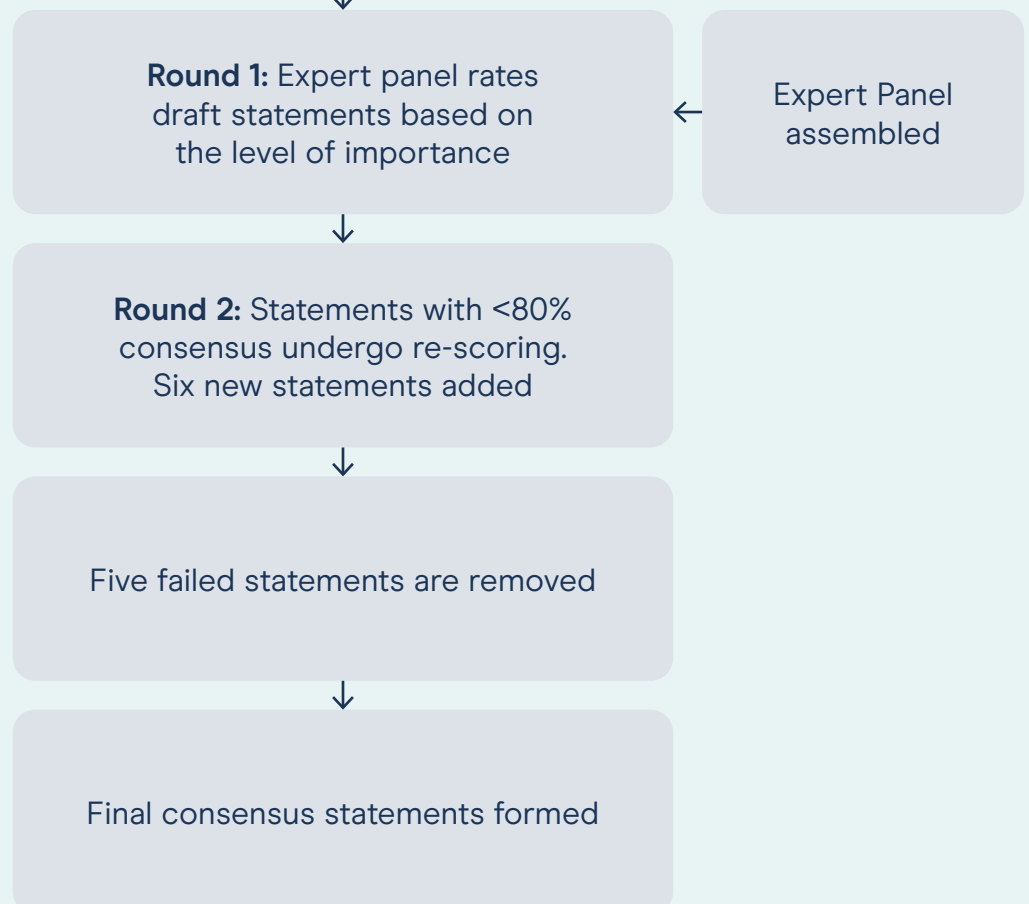 Round 1: Expert panel rates
draft statements based on
the level of importance
Expert Panel
assembled
Round 2: Statements with <80%
consensus undergo re-scoring.
Six new statements added
Five failed statements are removed
Final consensus statements formed